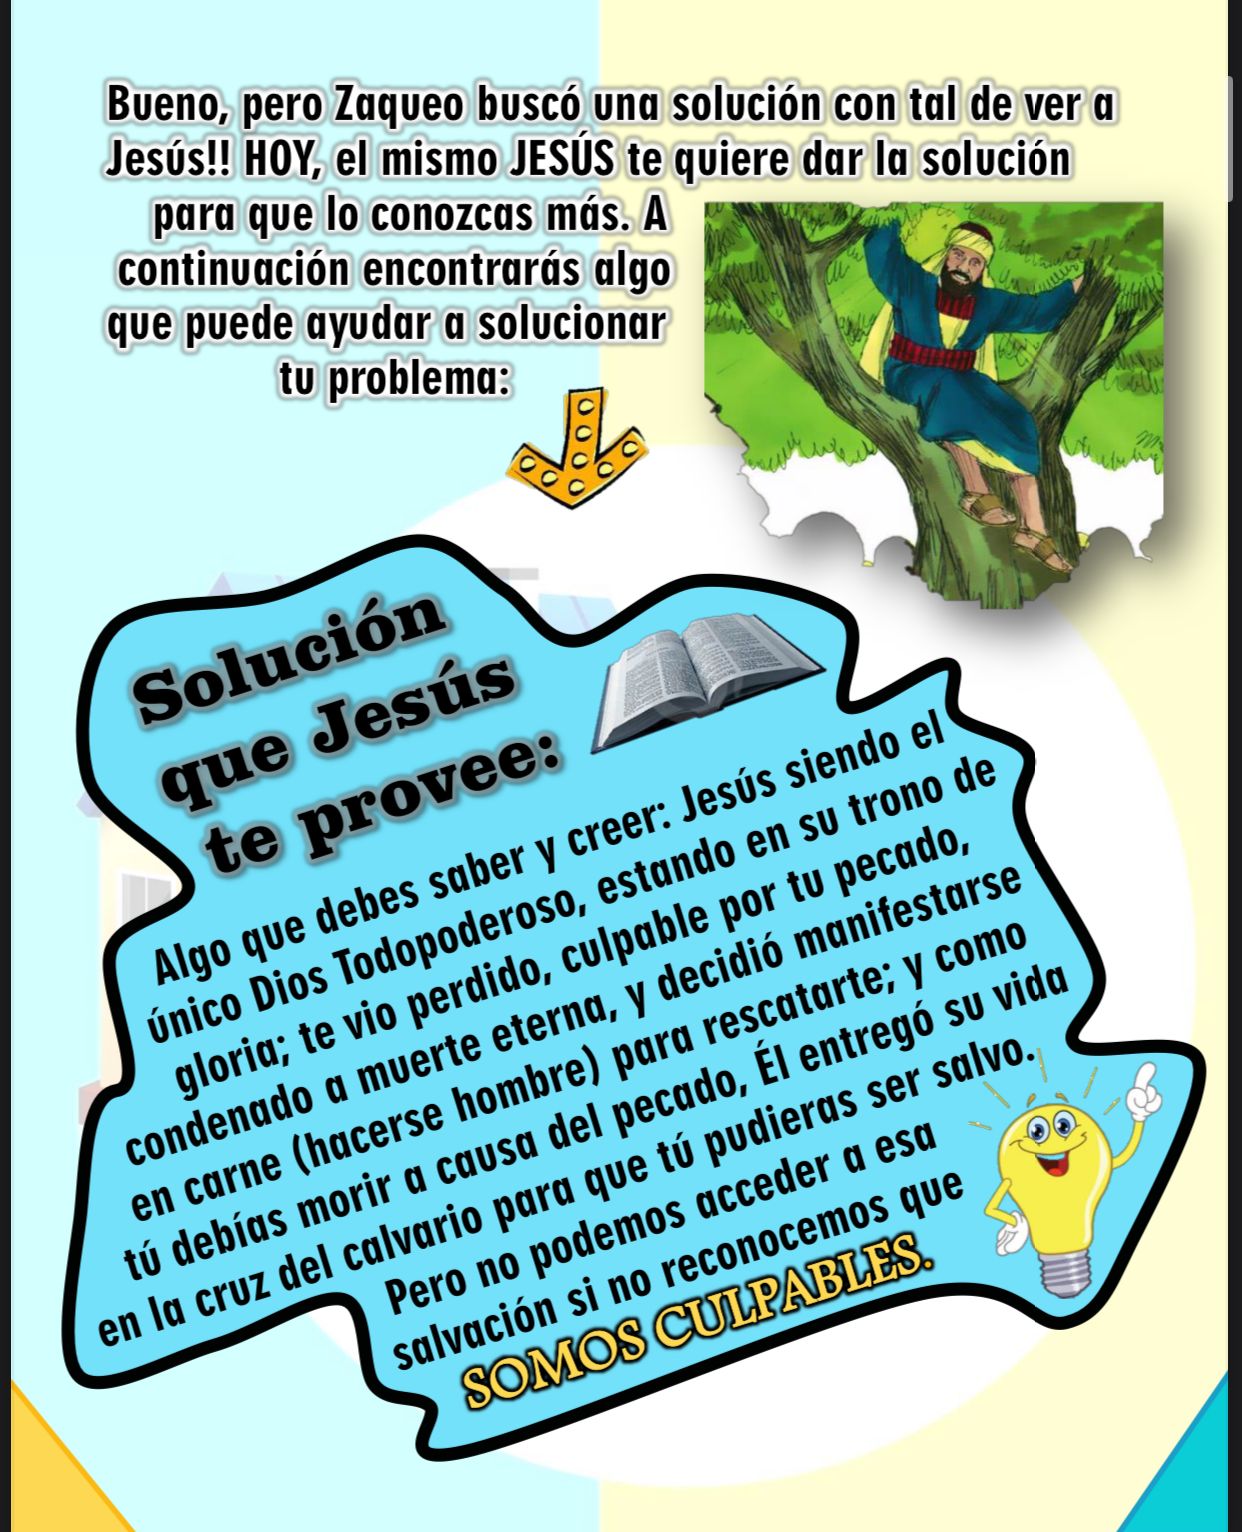 Bueno, pero Zaqueo buscó una solución con tal de ver a
Jesús!! HOY, el mismo JESÚS te quiere dar la solución
para que lo conozcas más. A
continuación encontrarás algo
que puede ayudar a solucionar
tu problema:
Solución
que Jesús
te provee:
Algo que debes saber y creer: Jesús siendo el
único Dios Todopoderoso, estando en su trono de
gloria; te vio perdido, culpable por tu pecado,
condenado a muerte eterna, y decidió manifestarse
en carne (hacerse hombre) para rescatarte; y como
tú debías morir a causa del pecado, Él entregó su vida
en la cruz del calvario para que tú pudieras ser salvo.
Pero no podemos acceder a esa
salvación si no reconocemos que
SOMOS CULPABLES.